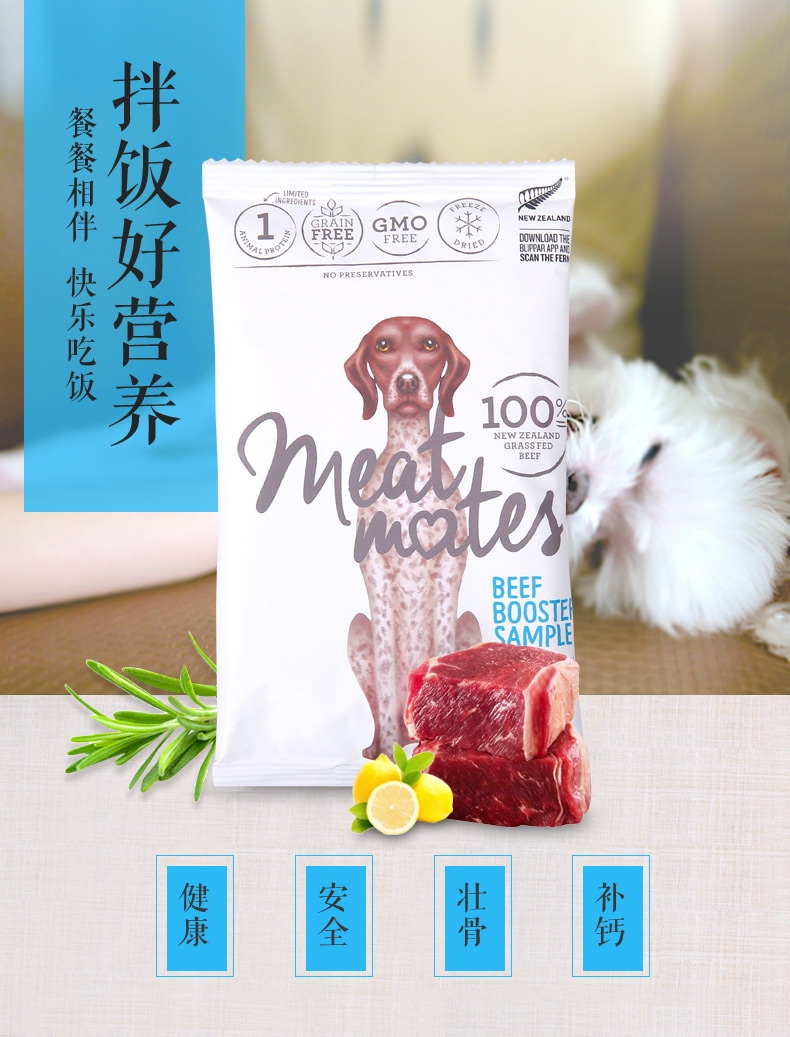 拌饭好营养
餐餐相伴 快乐吃饭
LIMITED
INGREDIENTS
1
ANIMAL PROTEIN
GRAIN
FREE
GMO
FREE
FREEZE
DRIED
NO PRESERVATIVES
NEW ZEALAND
DOWNLOAD THE
BLIPPAR APP AND
SCAN THE FERN
100%
NEW ZEALAND
GRASS FED
BEEF
Meat
mates
BEEF
BOOSTER
SAMPLE
健康
安全
壮骨
补钙